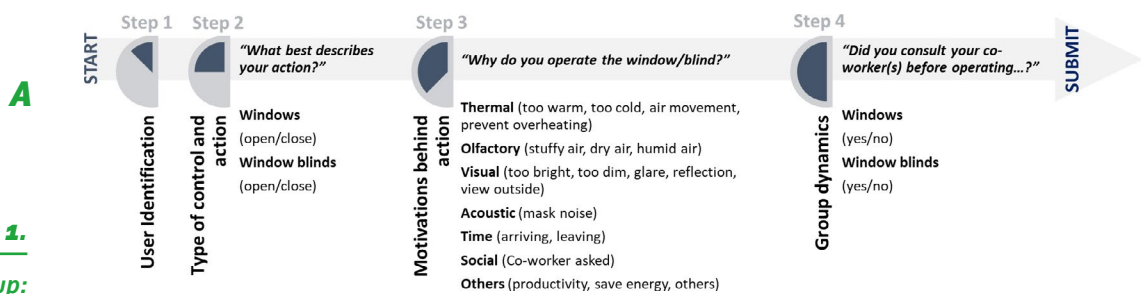 Step 1
Step 2
Step 3
Step 4
START
"What best describes
your action?"
"Why do you operate the window/blind?"
"Did you consult your co-
worker(s) before operating...?"
SUBMIT
A
User Identification
Type of control and
action
Windows
(open/close)
Window blinds
(open/close)
Motivations behind
action
Thermal (too warm, too cold, air movement,
prevent overheating)
Olfactory (stuffy air, dry air, humid air)
Visual (too bright, too dim, glare, reflection,
view outside)
Acoustic (mask noise)
Time (arriving, leaving)
Social (Co-worker asked)
Others (productivity, save energy, others)
Group dynamics
Windows
(yes/no)
Window blinds
(yes/no)
1.
up: